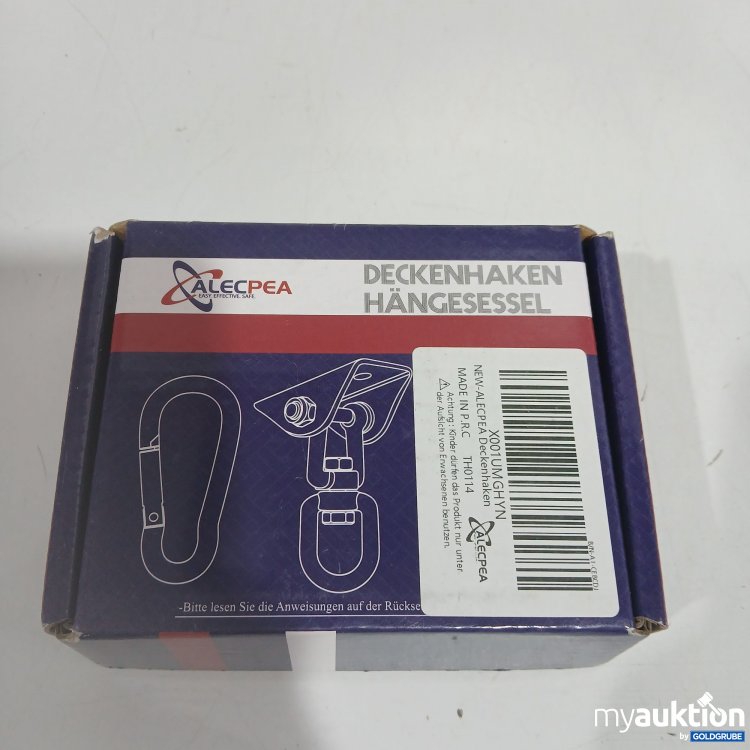 ALECPEA
EASY. EFFECTIVE. SAFE.
DECKENHAKEN
HÄNGESESSEL
X001UMGHYN
NEW-ALECPEA Deckenhaken
MADE IN P.R.C TH0114
⚠Achtung: Kinder dürfen das Produkt nur unter
der Aufsicht von Erwachsenen benutzen.
ALECPEA
-Bitte lesen Sie die Anweisungen auf der Rückse
myauktion
by GOLDGRUBE